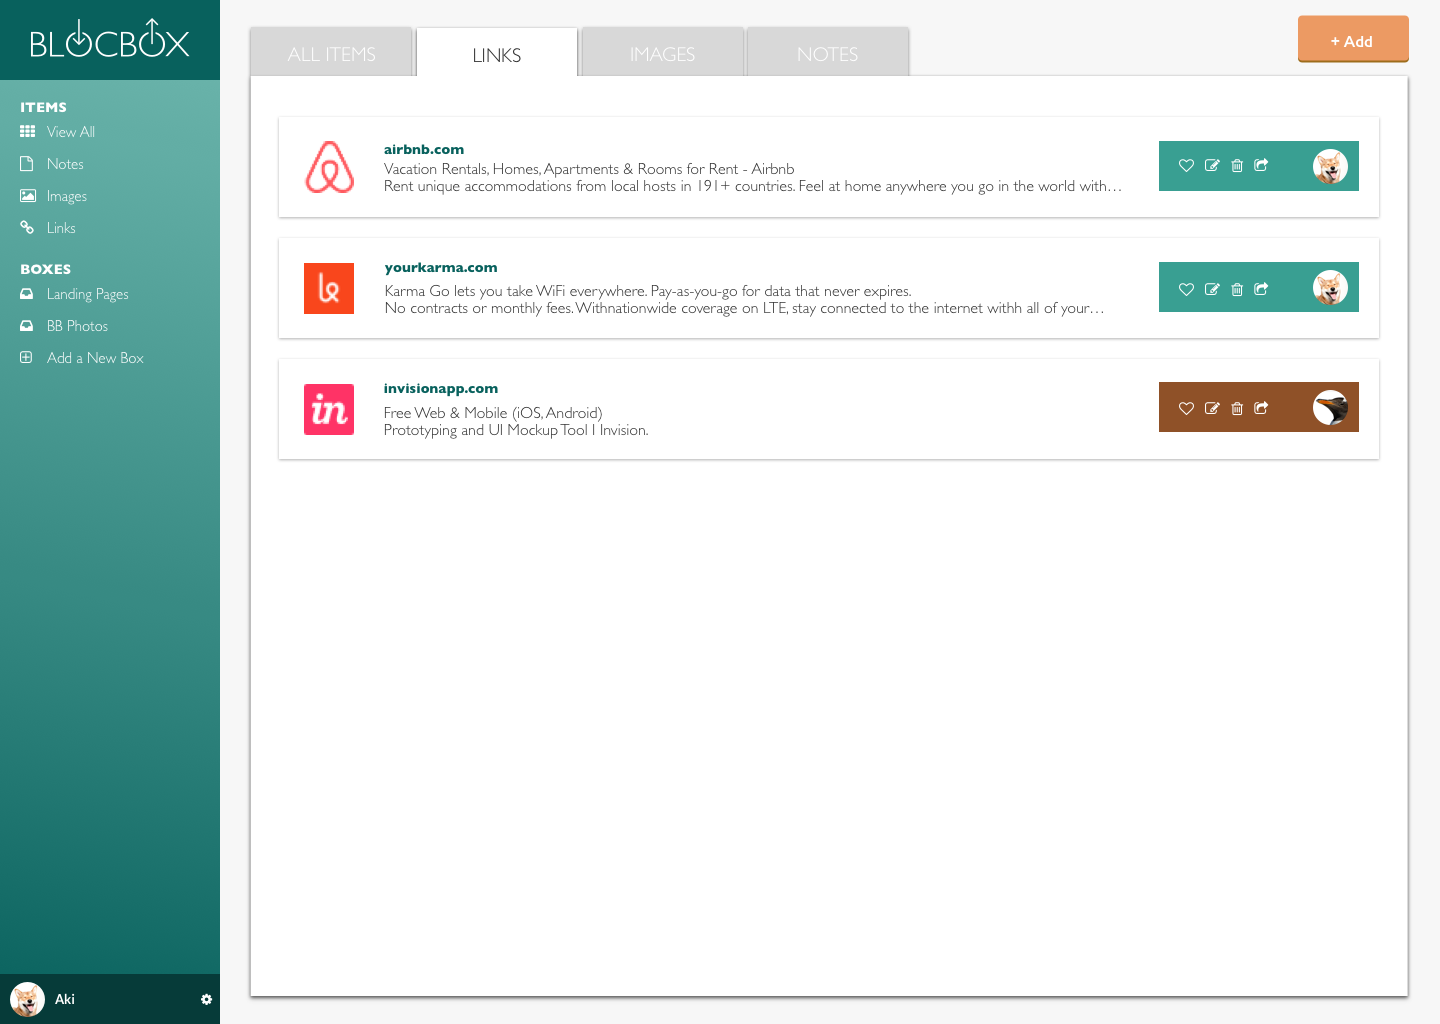 BLOCBOX
ITEMS
View All
Notes
Images
Links
BOXES
Landing Pages
BB Photos
Add a New Box
Aki
ALL ITEMS
LINKS
IMAGES
NOTES
+ Add
airbnb.com
Vacation Rentals, Homes, Apartments & Rooms for Rent - Airbnb
Rent unique accommodations from local hosts in 191+ countries. Feel at home anywhere you go in the world with…
yourkarma.com
Karma Go lets you take WiFi everywhere. Pay-as-you-go for data that never expires.
No contracts or monthly fees. Withnationwide coverage on LTE, stay connected to the internet withh all of your…
in
invisionapp.com
Free Web & Mobile (iOS, Android)
Prototyping and UI Mockup Tool I Invision.